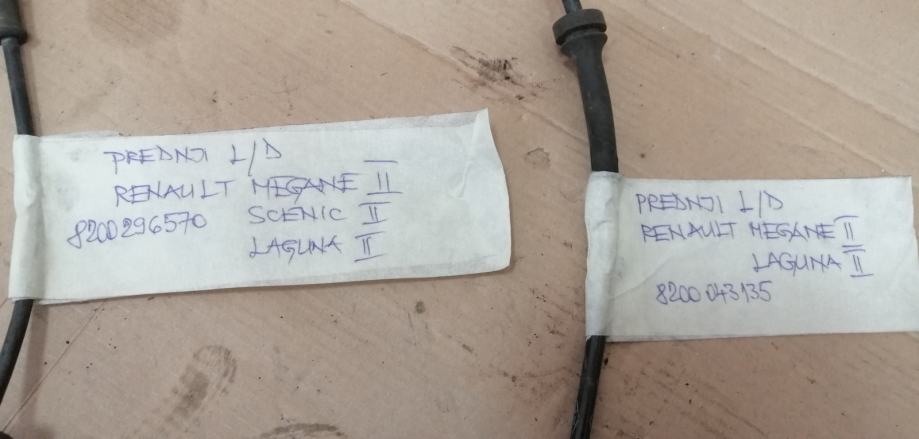 PREDNJI L/D
RENAULT MEGANE II
8200296570 SCENIC II
LAGUNA II
PREDNJI L/D
RENAULT MEGANE II
LAGUNA II
8200043135